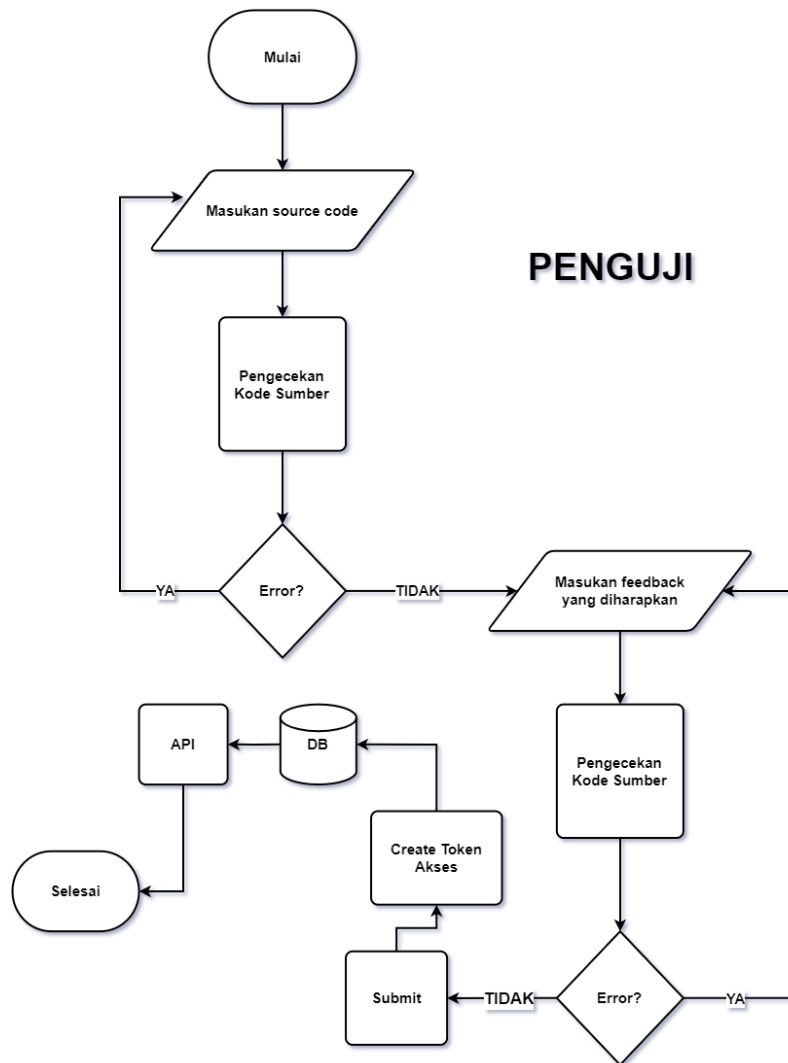 Mulai
Masukan source code
PENGUJI
Pengecekan
Kode Sumber
Error?
YA
TIDAK
Masukan feedback
yang diharapkan
API
DB
Pengecekan
Kode Sumber
Create Token
Akses
Selesai
Submit
TIDAK
Error?
YA